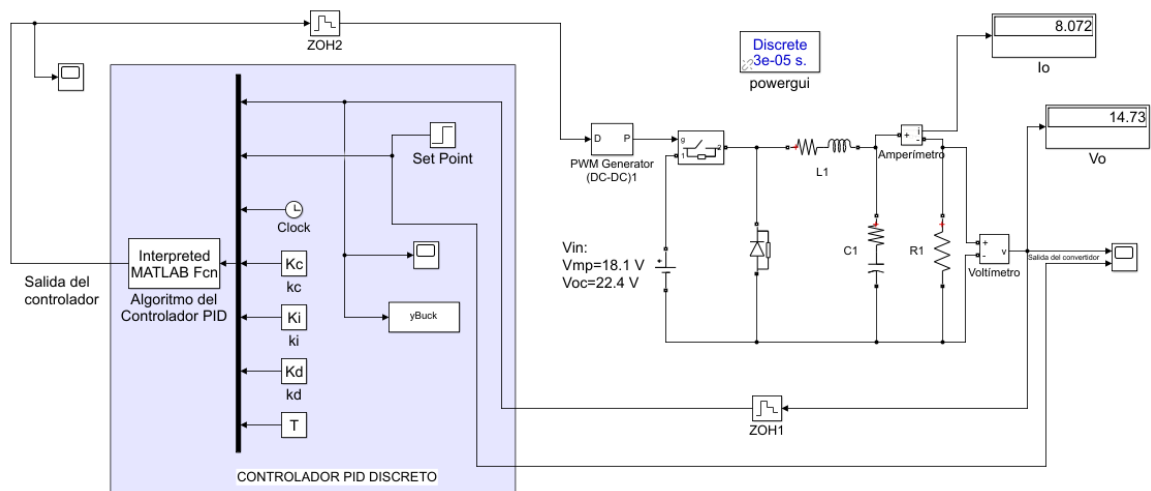 8.072
Io
ZOH2
Discrete
3e-05 s.
powergui
14.73
Vo
Set Point
D
P
PWM Generator
(DC-DC)1
g
1
2
+
i
-
Amperímetro
L1
Clock
Interpreted
MATLAB Fcn
Algoritmo del
Controlador PID
Salida del
controlador
Kc
kc
Ki
ki
Kd
kd
T
yBuck
Vin:
Vmp=18.1 V
Voc=22.4 V
+
C1
R1
+
-
v
Voltímetro
Salida del convertidor
ZOH1
CONTROLADOR PID DISCRETO